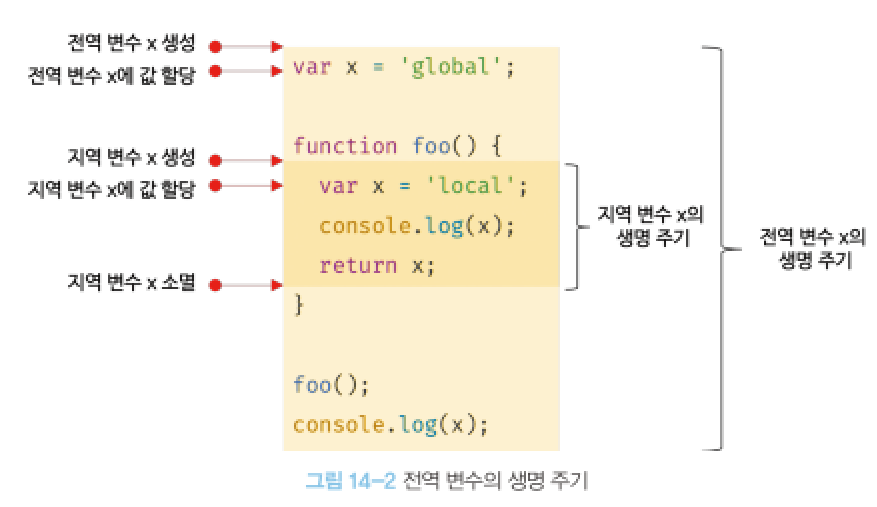 전역 변수 x 생성
전역 변수 x에 값 할당
var x = 'global';
지역 변수 x 생성
지역 변수 x에 값 할당
function foo() {
var x = 'local';
console.log(x);
return x;
지역 변수 x 소멸
}
foo();
console.log(x);
지역 변수 x의
생명 주기
전역 변수 x의
생명 주기
그림 14-2 전역 변수의 생명 주기